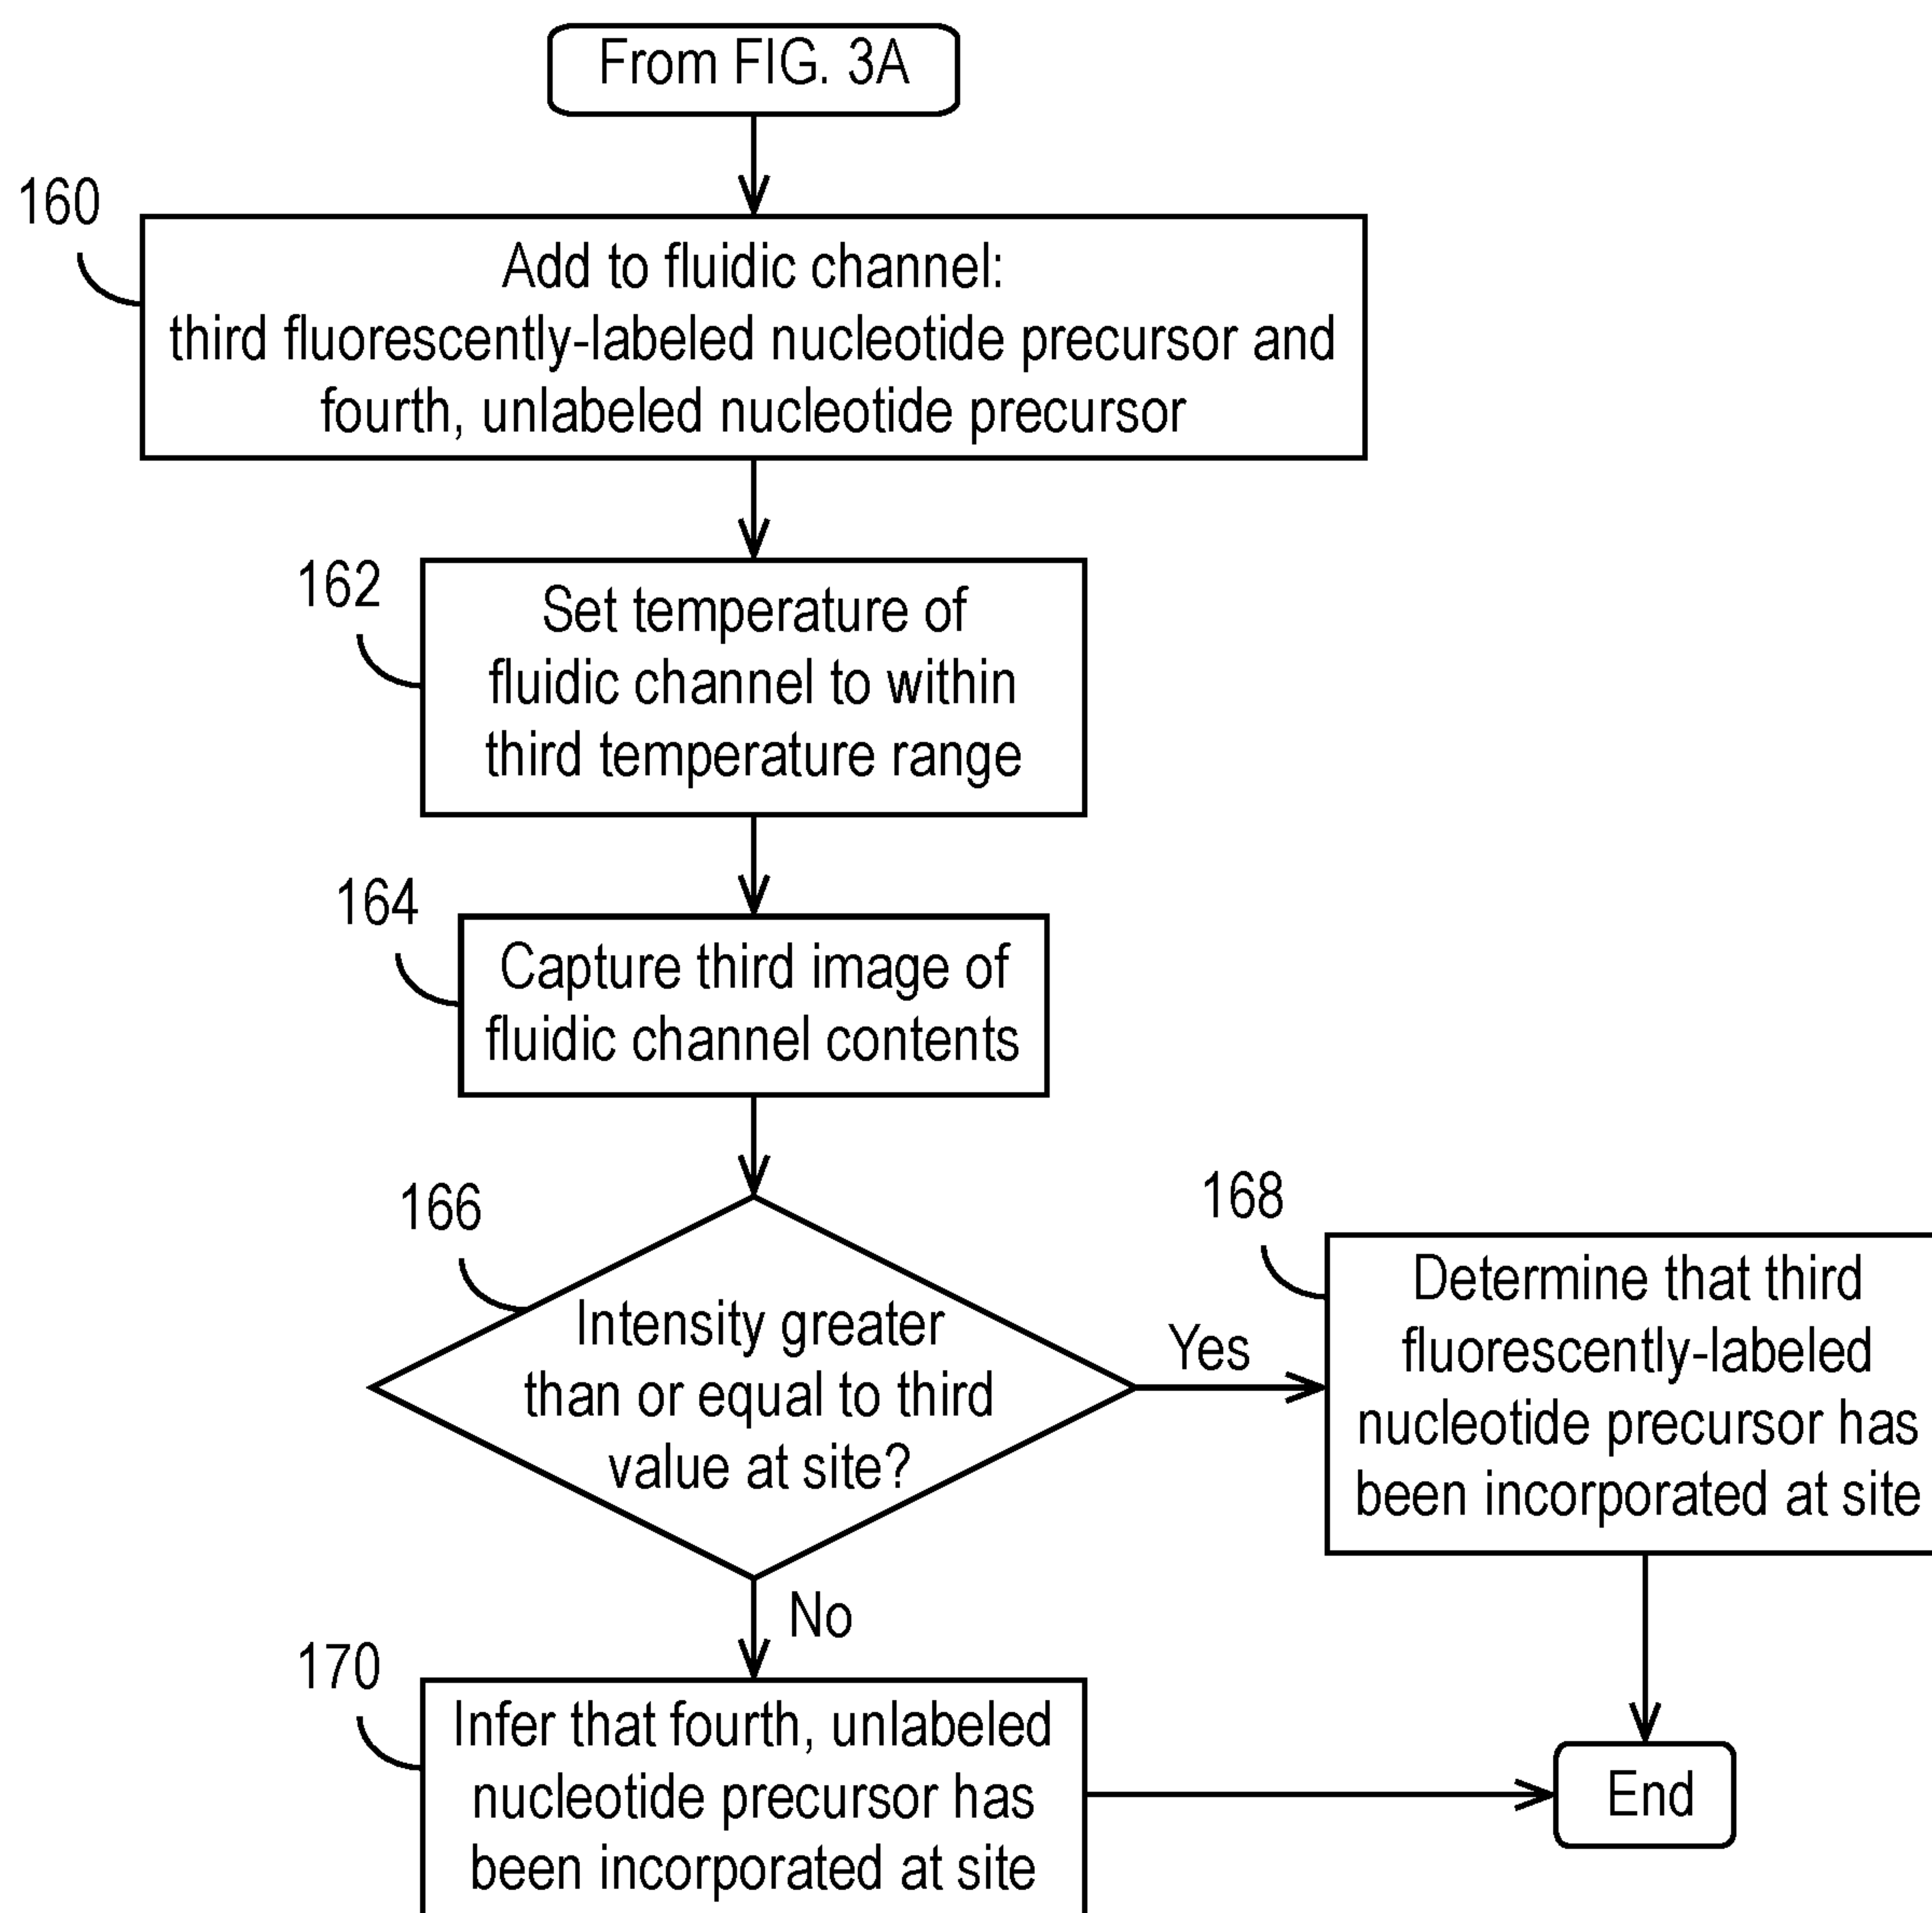 From FIG. 3A
160
Add to fluidic channel:
third fluorescently-labeled nucleotide precursor and
fourth, unlabeled nucleotide precursor
162
Set temperature of
fluidic channel to within
third temperature range
164
Capture third image of
fluidic channel contents
166
Intensity greater
than or equal to third
value at site?
Yes
168
Determine that third
fluorescently-labeled
nucleotide precursor has
been incorporated at site
No
170
Infer that fourth, unlabeled
nucleotide precursor has
been incorporated at site
End